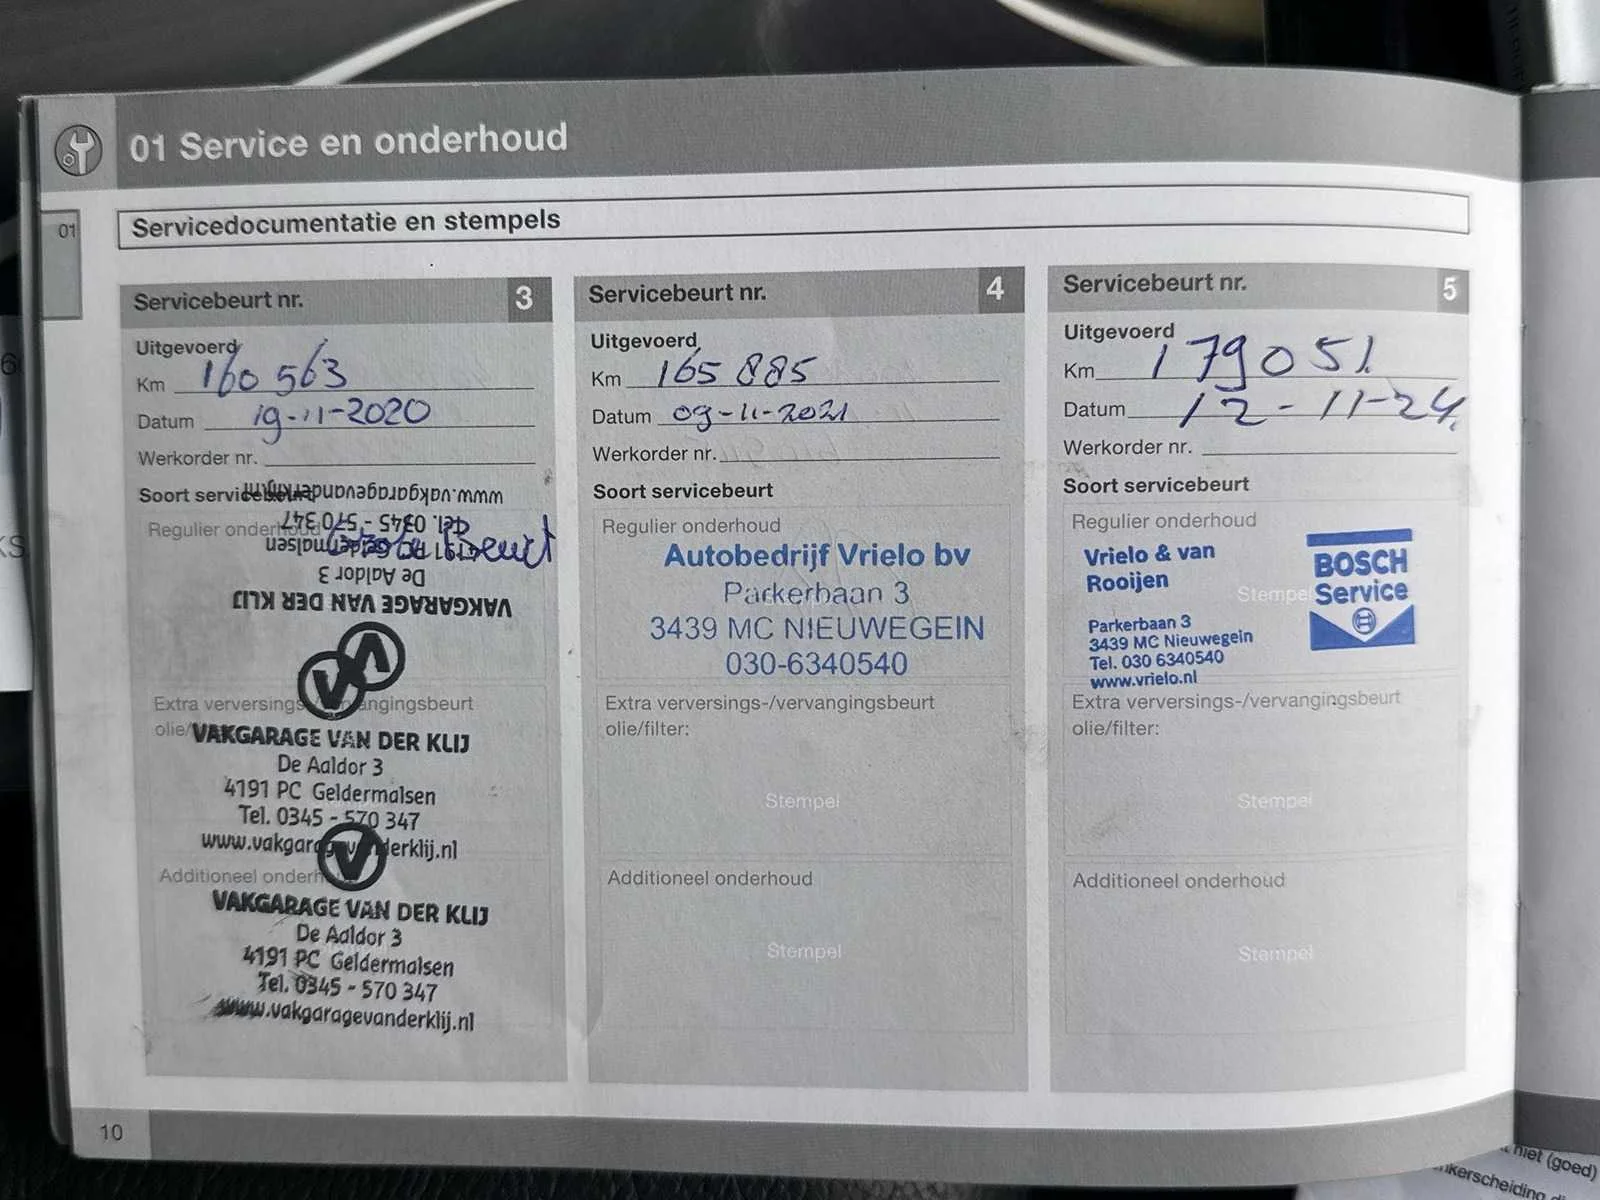 01 Service en onderhoud
01
Servicedocumentatie en stempels
Servicebeurt nr. 3
Uitgevoerd
Km 160 563
Datum 19-11-2020
Werkorder nr.
Soort servicebeurt
www.vakgaragevanderklij.nl
Tel. 0345 - 570 347
Regulier onderhoud
4191 PC Geldermalsen
Beurt
De Aaldor 3
VAKGARAGE VAN DER KLIJ
Extra verversings-/vervangingsbeurt
olie/
VAKGARAGE VAN DER KLIJ
De Aaldor 3
4191 PC Geldermalsen
Tel. 0345 - 570 347
www.vakgaragevanderklij.nl
Additioneel onderh
VAKGARAGE VAN DER KLIJ
De Aaldor 3
4191 PC Geldermalsen
Tel. 0345 - 570 347
www.vakgaragevanderklij.nl
Servicebeurt nr. 4
Uitgevoerd
Km 165 885
Datum 09-11-2021
Werkorder nr.
Soort servicebeurt
Regulier onderhoud
Autobedrijf Vrielo bv
Parkerbaan 3
3439 MC NIEUWEGEIN
030-6340540
Extra verversings-/vervangingsbeurt
olie/filter:
Stempel
Additioneel onderhoud
Stempel
Servicebeurt nr. 5
Uitgevoerd
Km 179051
Datum 12-11-24
Werkorder nr.
Soort servicebeurt
Regulier onderhoud
Vrielo & van
Rooijen
Stempel
BOSCH
Service
Parkerbaan 3
3439 MC Nieuwegein
Tel. 030 6340540
www.vrielo.nl
Extra verversings-/vervangingsbeurt
olie/filter:
Stempel
Additioneel onderhoud
Stempel
10
niet (goed)
nkerscheiding